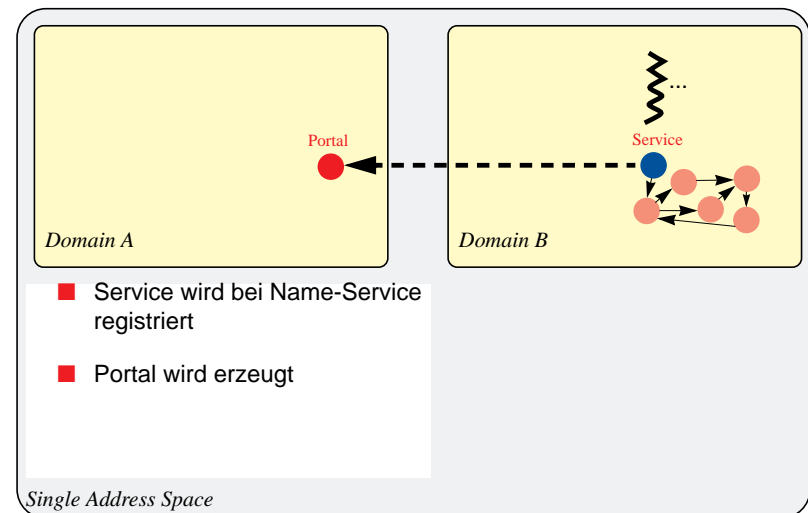 ...
Portal
Service
Domain A
Domain B
Service wird bei Name-Service
registriert
Portal wird erzeugt
Single Address Space